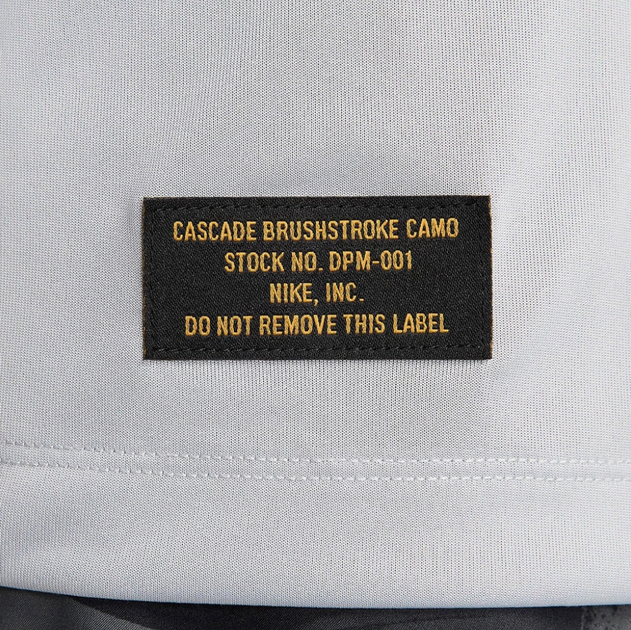 CASCADE BRUSHSTROKE CAMO
STOCK NO. DPM-001
NIKE, INC.
DO NOT REMOVE THIS LABEL